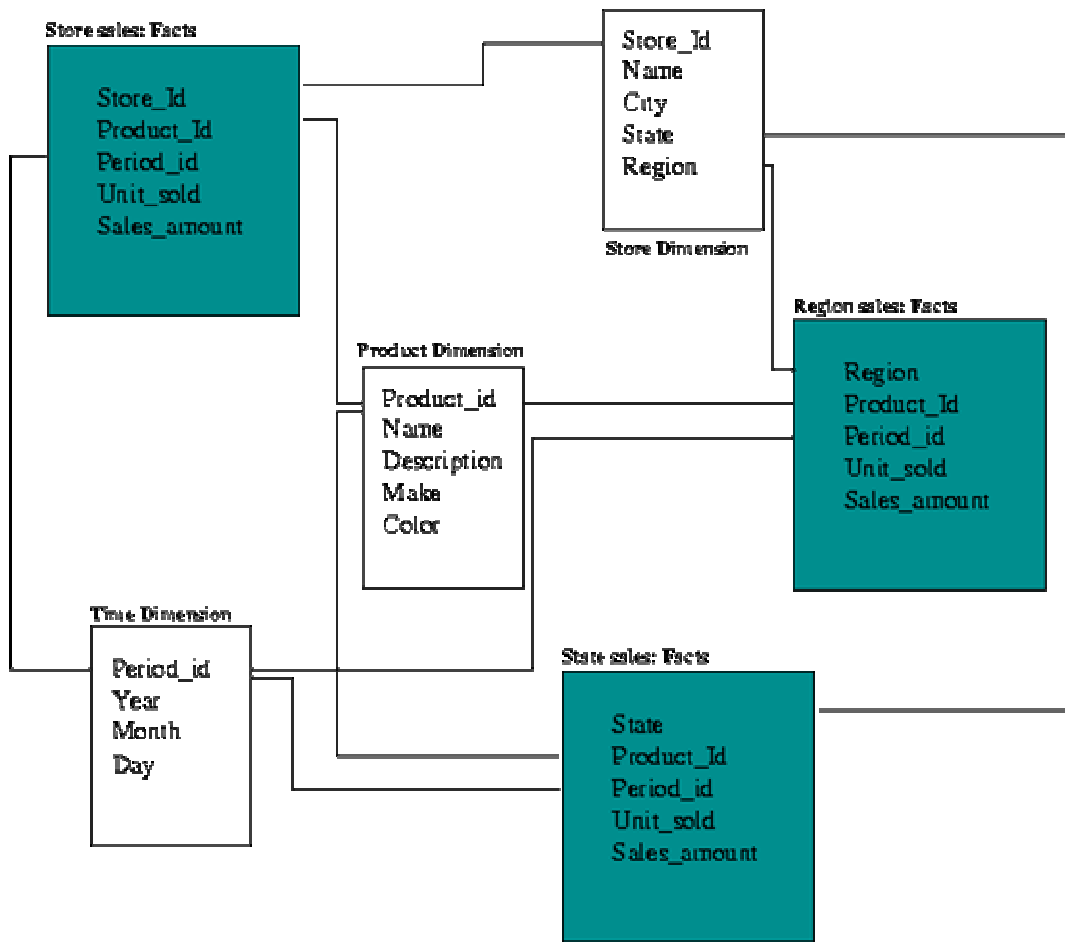 Store sales: Facts
Store_Id
Product_Id
Period_id
Unit_sold
Sales_amount
Store_Id
Name
City
State
Region
Store Dimension
Region sales: Facts
Region
Product_Id
Period_id
Unit_sold
Sales_amount
Product Dimension
Product_id
Name
Description
Make
Color
Time Dimension
Period_id
Year
Month
Day
State sales: Facts
State
Product_Id
Period_id
Unit_sold
Sales_amount